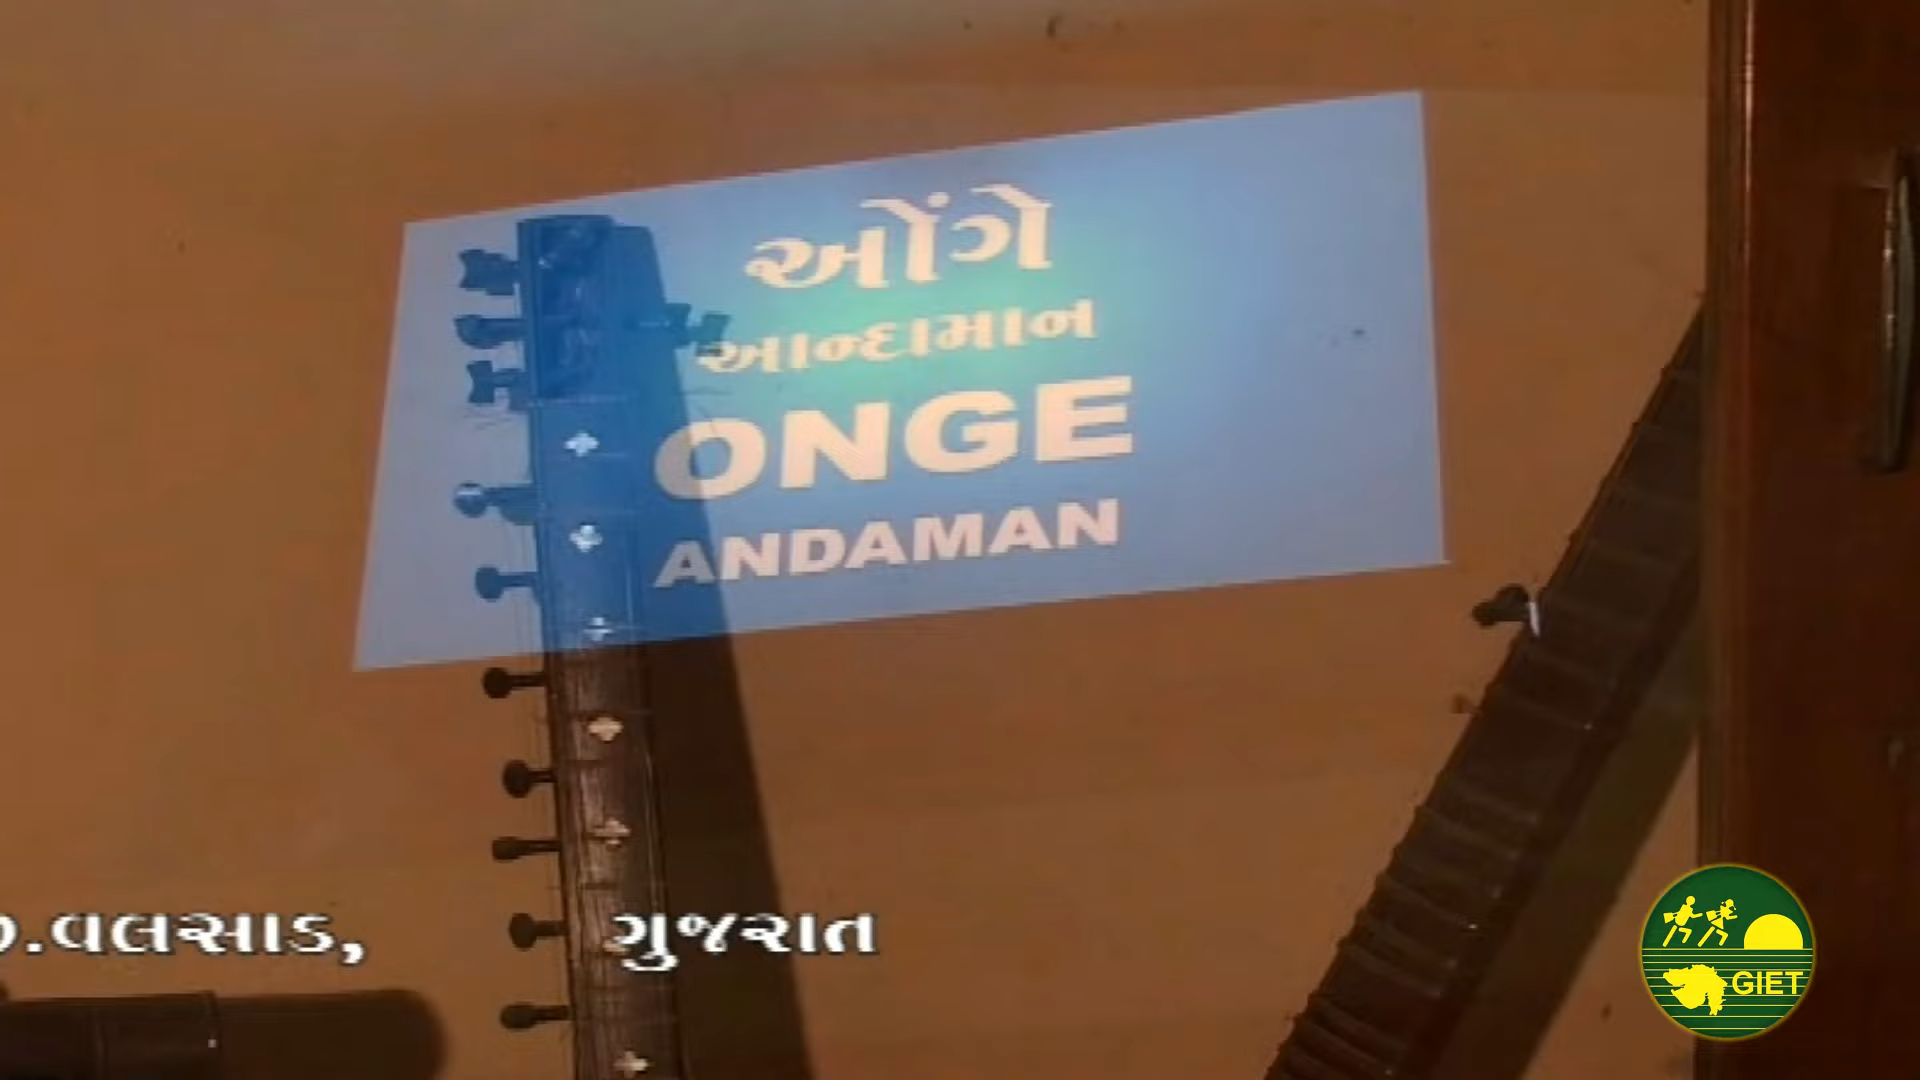 ઓંગે
આન્દામાન
ONGE
ANDAMAN
.વલસાડ, ગુજરાત
GIET